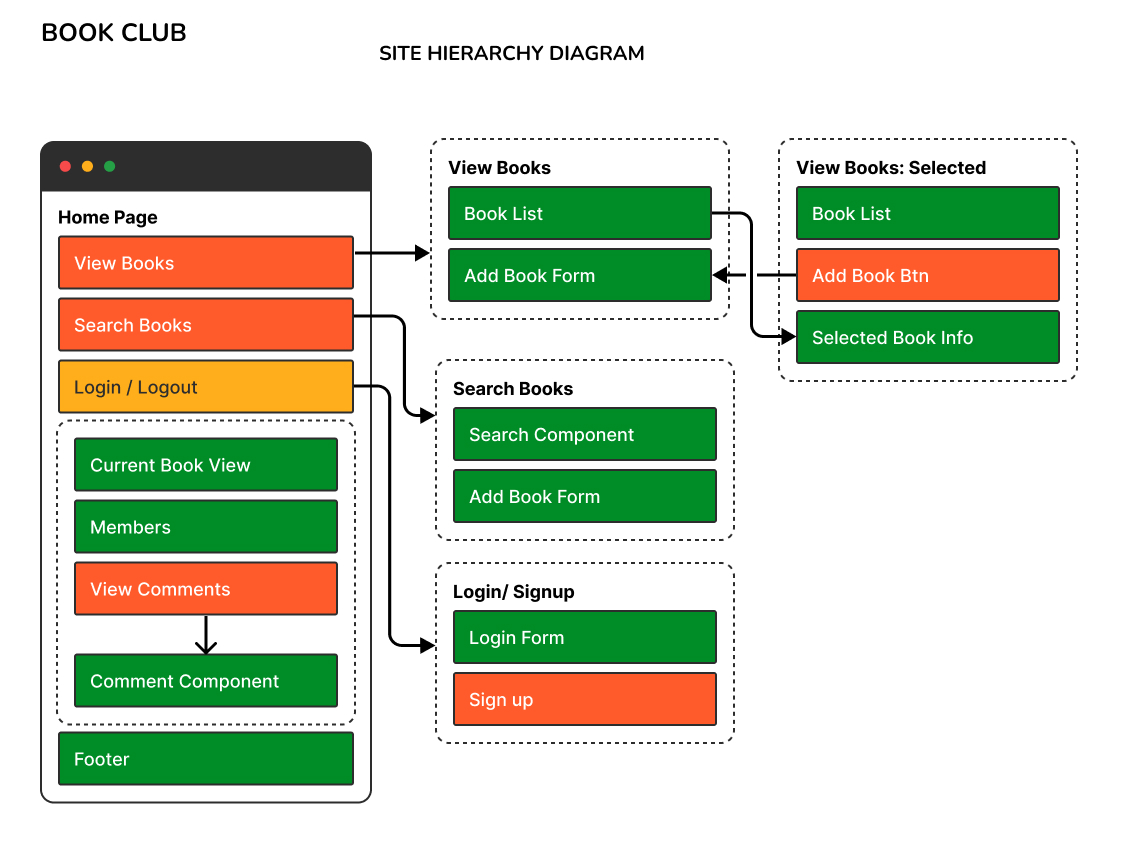 BOOK CLUB
SITE HIERARCHY DIAGRAM
Home Page
View Books
Search Books
Login / Logout
Current Book View
Members
View Comments
Comment Component
Footer
View Books
Book List
Add Book Form
Search Books
Search Component
Add Book Form
Login/ Signup
Login Form
Sign up
View Books: Selected
Book List
Add Book Btn
Selected Book Info